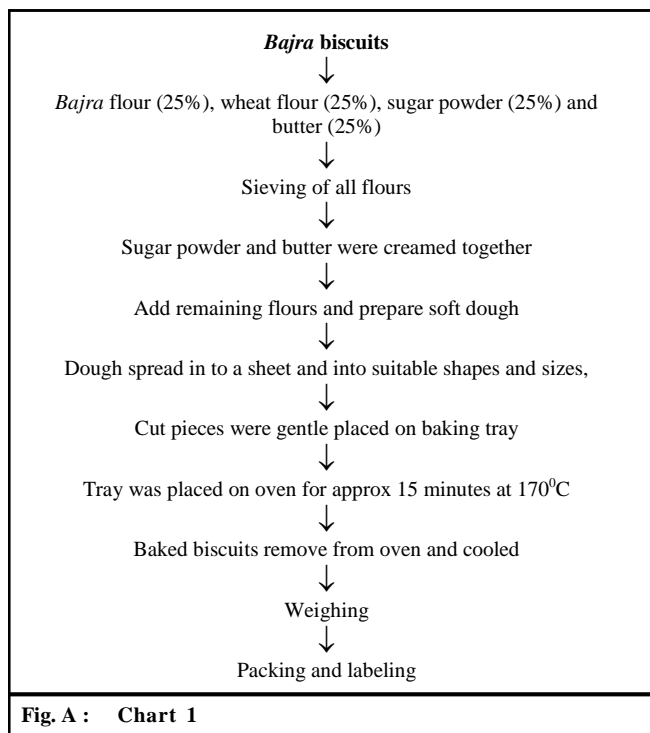 Bajra biscuits
↓
Bajra flour (25%), wheat flour (25%), sugar powder (25%) and
butter (25%)
↓
Sieving of all flours
↓
Sugar powder and butter were creamed together
↓
Add remaining flours and prepare soft dough
↓
Dough spread in to a sheet and into suitable shapes and sizes,
↓
Cut pieces were gentle placed on baking tray
↓
Tray was placed on oven for approx 15 minutes at 170⁰C
↓
Baked biscuits remove from oven and cooled
↓
Weighing
↓
Packing and labeling
Fig. A : Chart 1